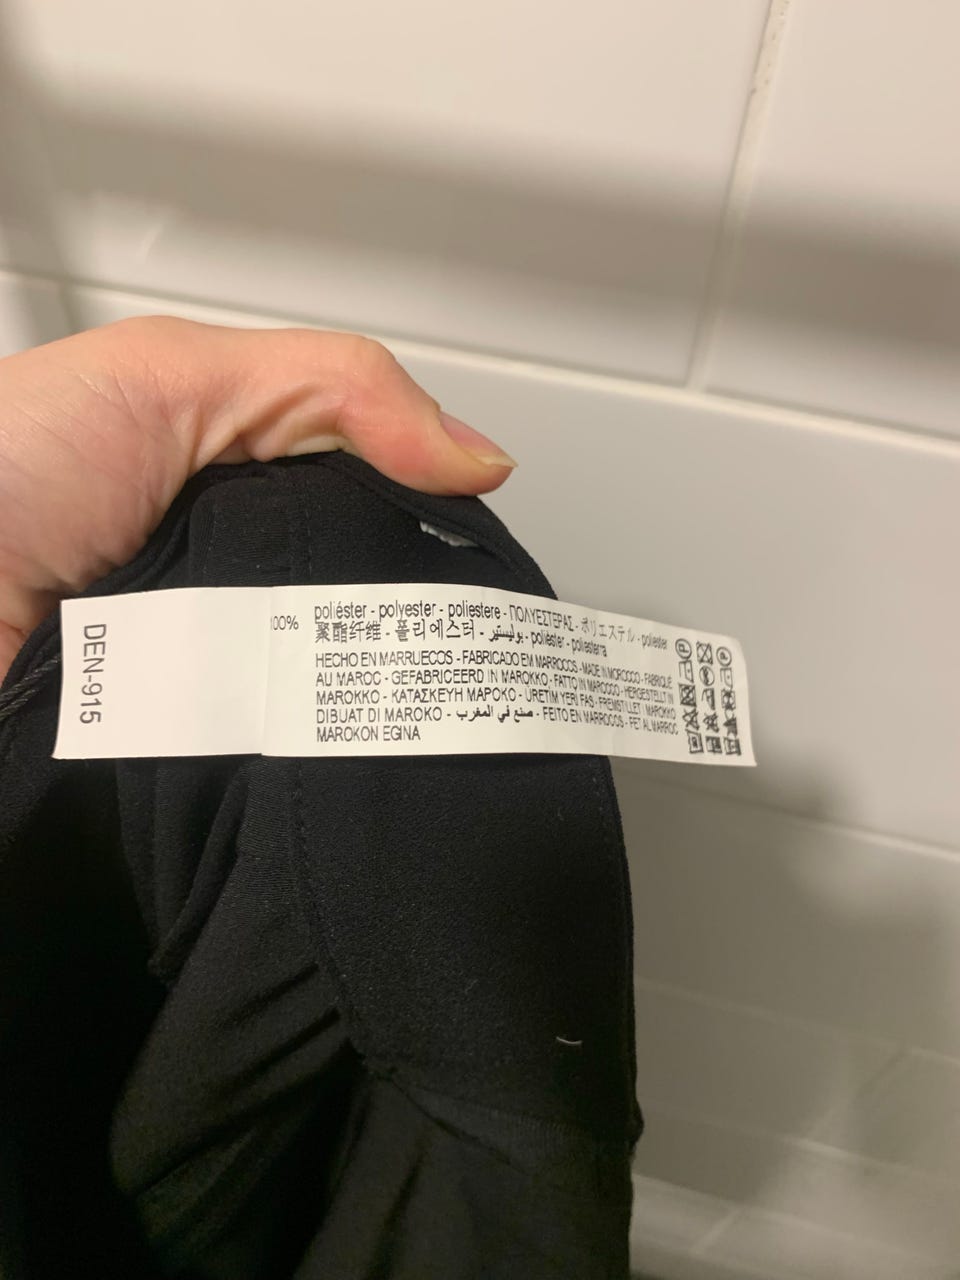 DEN-915
100% poliéster - polyester - poliestere - ΠΟΛΥΕΣΤΕΡΑΣ - ポリエステル - poliester
聚酯纤维 - 폴리에스터 - بوليستير - polièster - poliesterra
HECHO EN MARRUECOS - FABRICADO EM MARROCOS - MADE IN MOROCCO - FABRIQUÉ
AU MAROC - GEFABRICEERD IN MAROKKO - FATTO IN MAROCCO - HERGESTELLT IN
MAROKKO - ΚΑΤΑΣΚΕΥΗ ΜΑΡΟΚΟ - ÜRETİM YERİ FAS - FREMSTILLET MAROKKO
DIBUAT DI MAROKO - صنع في المغرب - FEITO EN MARROCOS - FET AL MARROC
MAROKON EGINA